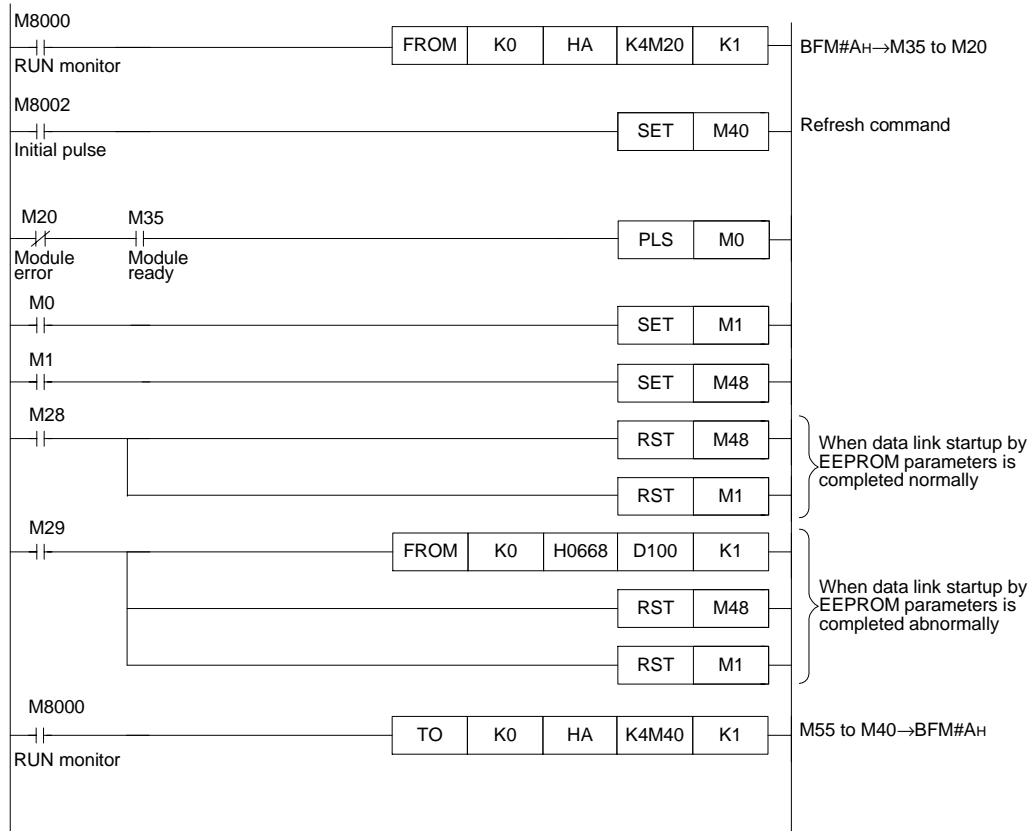 M8000
FROM K0 HA K4M20 K1
BFM#AH→M35 to M20
RUN monitor
M8002
SET M40
Refresh command
Initial pulse
M20 M35
PLS M0
Module error
Module ready
M0
SET M1
M1
SET M48
M28
RST M48
When data link startup by
EEPROM parameters is
completed normally
RST M1
M29
FROM K0 H0668 D100 K1
When data link startup by
EEPROM parameters is
completed abnormally
RST M48
RST M1
M8000
TO K0 HA K4M40 K1
M55 to M40→BFM#AH
RUN monitor